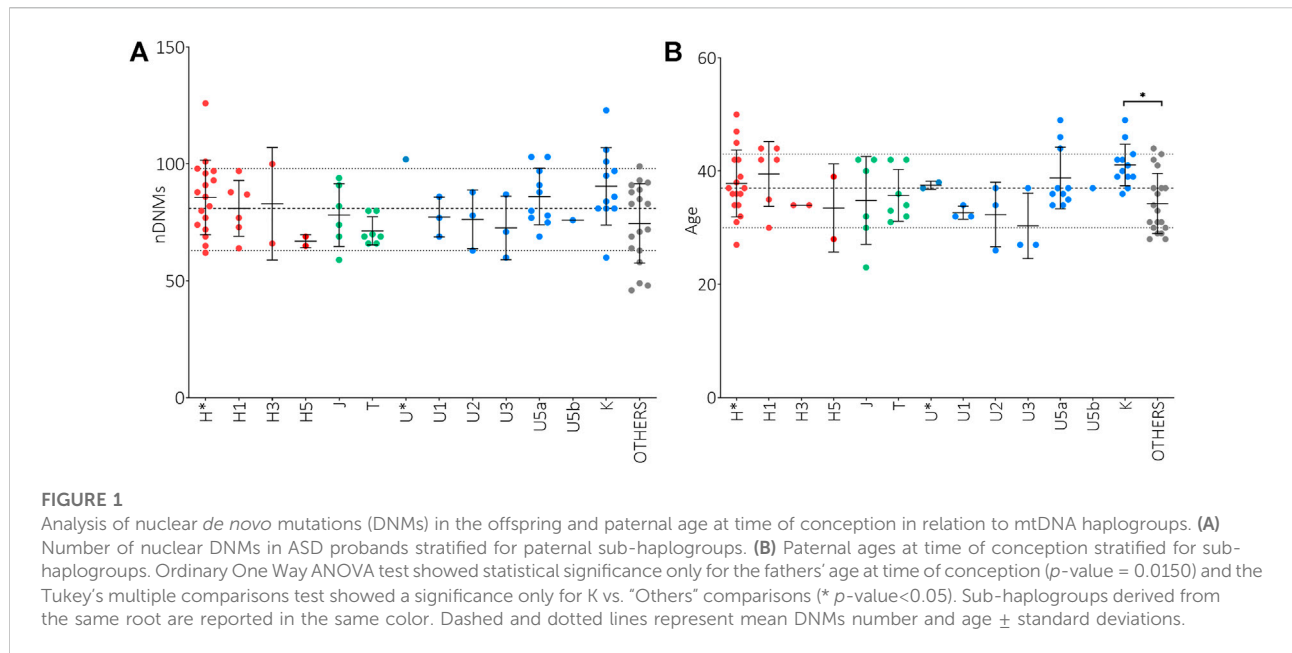 A
B
150
100
50
0
nDNMs
H*
H1
H3
H5
J
T
U*
U1
U2
U3
U5a
U5b
K
OTHERS
60
40
20
0
Age
*
H*
H1
H3
H5
J
T
U*
U1
U2
U3
U5a
U5b
K
OTHERS
FIGURE 1
Analysis of nuclear de novo mutations (DNMs) in the offspring and paternal age at time of conception in relation to mtDNA haplogroups. (A)
Number of nuclear DNMs in ASD probands stratified for paternal sub-haplogroups. (B) Paternal ages at time of conception stratified for sub-
haplogroups. Ordinary One Way ANOVA test showed statistical significance only for the fathers' age at time of conception (p-value = 0.0150) and the
Tukey's multiple comparisons test showed a significance only for K vs. "Others" comparisons (* p-value<0.05). Sub-haplogroups derived from
the same root are reported in the same color. Dashed and dotted lines represent mean DNMs number and age ± standard deviations.